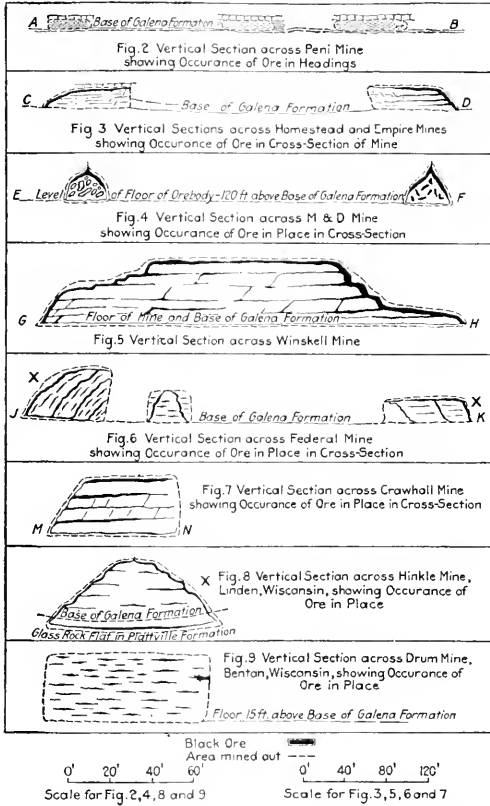 A Base of Galena Formation B
Fig.2 Vertical Section across Peni Mine
showing Occurance of Ore in Headings
C Base of Galena Formation D
Fig 3 Vertical Sections across Homestead and Empire Mines
showing Occurance of Ore in Cross-Section of Mine
E Level of Floor of Orebody-120 ft above Base of Galena Formation F
Fig.4 Vertical Section across M & D Mine
showing Occurance of Ore in Place in Cross-Section
G Floor of Mine and Base of Galena Formation H
Fig.5 Vertical Section across Winskell Mine
X X
J Base of Galena Formation K
Fig.6 Vertical Section across Federal Mine
showing Occurance of Ore in Place in Cross-Section
Fig.7 Vertical Section across Crawhall Mine
showing Occurance of Ore in Place in Cross-Section
M N
X Fig.8 Vertical Section across Hinkle Mine,
Linden, Wisconsin, showing Occurance of
Ore in Place
Base of Galena Formation
Glass Rock Flat in Plattville Formation
Fig.9 Vertical Section across Drum Mine,
Benton, Wisconsin, showing Occurance of
Ore in Place
Floor 15ft. above Base of Galena Formation
Black Ore
Area mined out
0' 20' 40' 60' 0' 40' 80' 120'
Scale for Fig.2,4,8 and 9 Scale for Fig.3,5,6 and 7